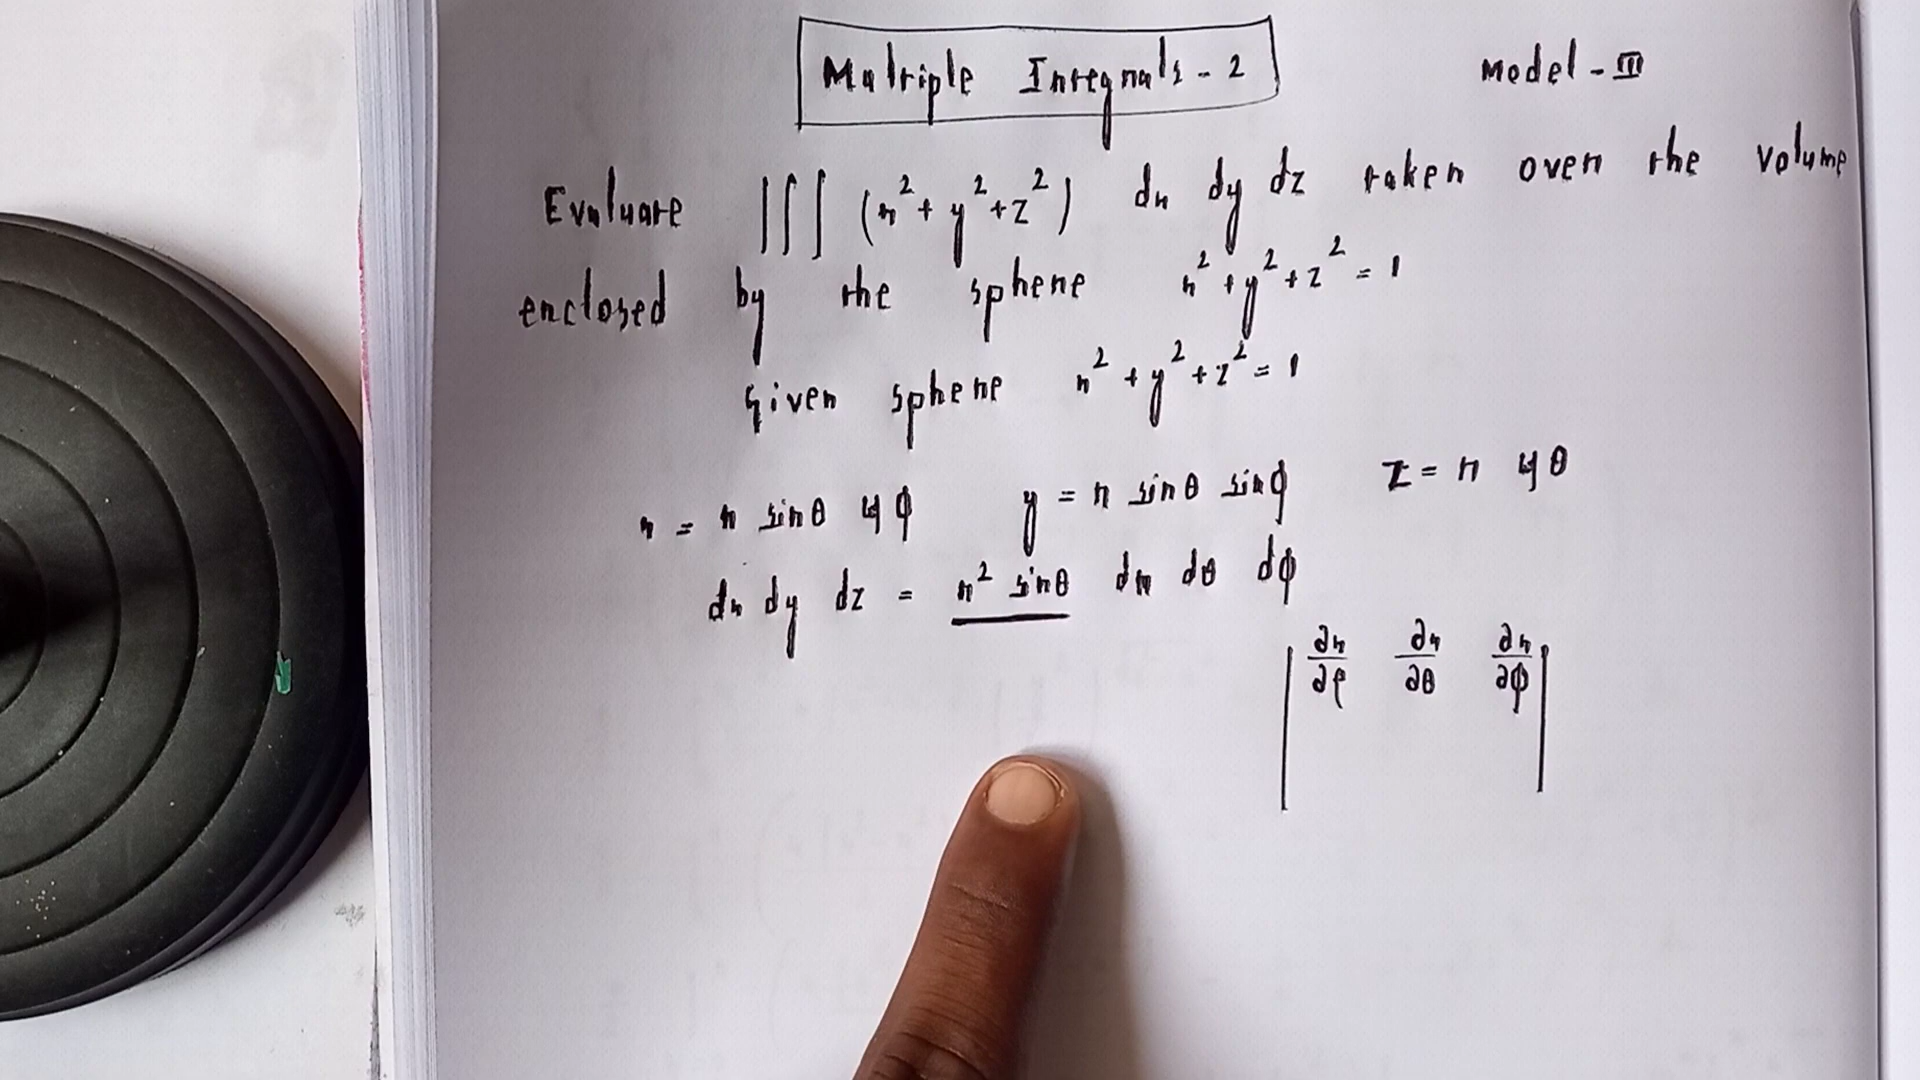 Multiple Integrals - 2
Model - III
Evaluate ∫∫∫ (x² + y² + z²) dx dy dz taken over the volume
enclosed by the sphere x² + y² + z² = 1
Given sphere x² + y² + z² = 1
x = r sinθ cosφ y = r sinθ sinφ z = r cosθ
dx dy dz = r² sinθ dr dθ dφ
| ∂x/∂ρ ∂x/∂θ ∂x/∂φ |